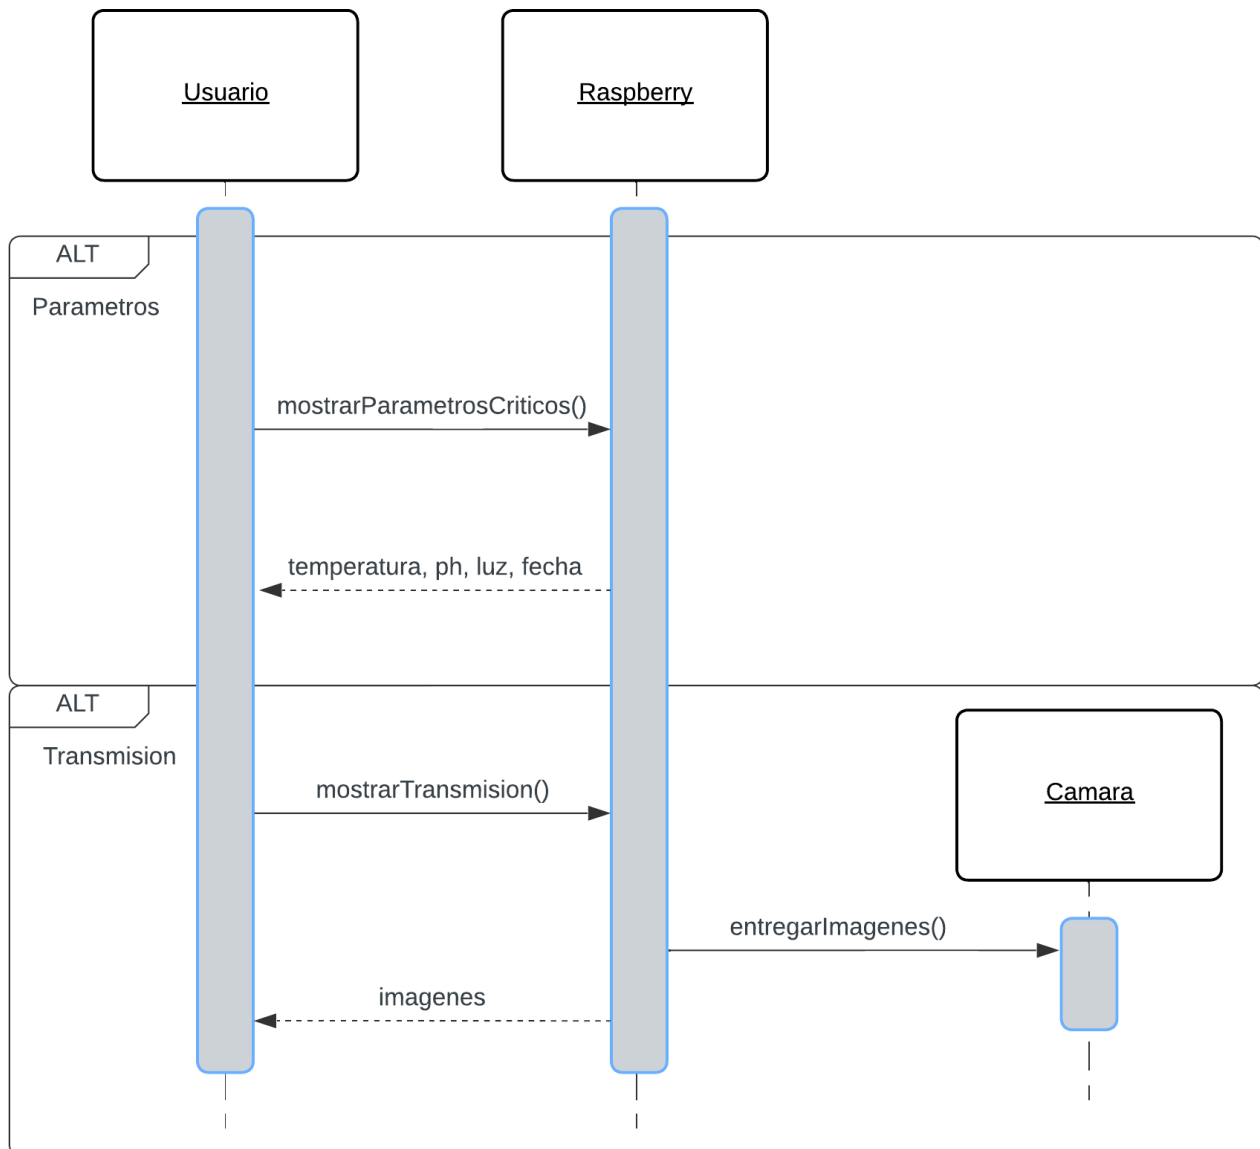 Usuario
Raspberry
ALT
Parametros
mostrarParametrosCriticos()
temperatura, ph, luz, fecha
ALT
Transmision
mostrarTransmision()
Camara
entregarImagenes()
imagenes